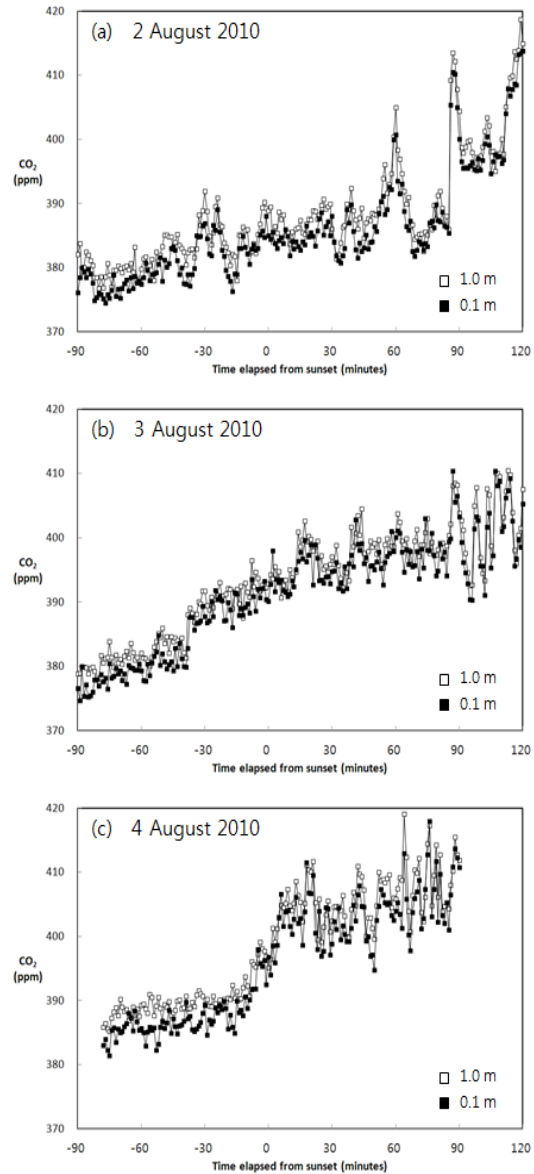 (a) 2 August 2010
420
410
400
CO₂
(ppm)
390
380
370
□ 1.0 m
■ 0.1 m
-90 -60 -30 0 30 60 90 120
Time elapsed from sunset (minutes)
(b) 3 August 2010
420
410
400
CO₂
(ppm)
390
380
370
□ 1.0 m
■ 0.1 m
-90 -60 -30 0 30 60 90 120
Time elapsed from sunset (minutes)
(c) 4 August 2010
420
410
400
CO₂
(ppm)
390
380
370
□ 1.0 m
■ 0.1 m
-90 -60 -30 0 30 60 90 120
Time elapsed from sunset (minutes)